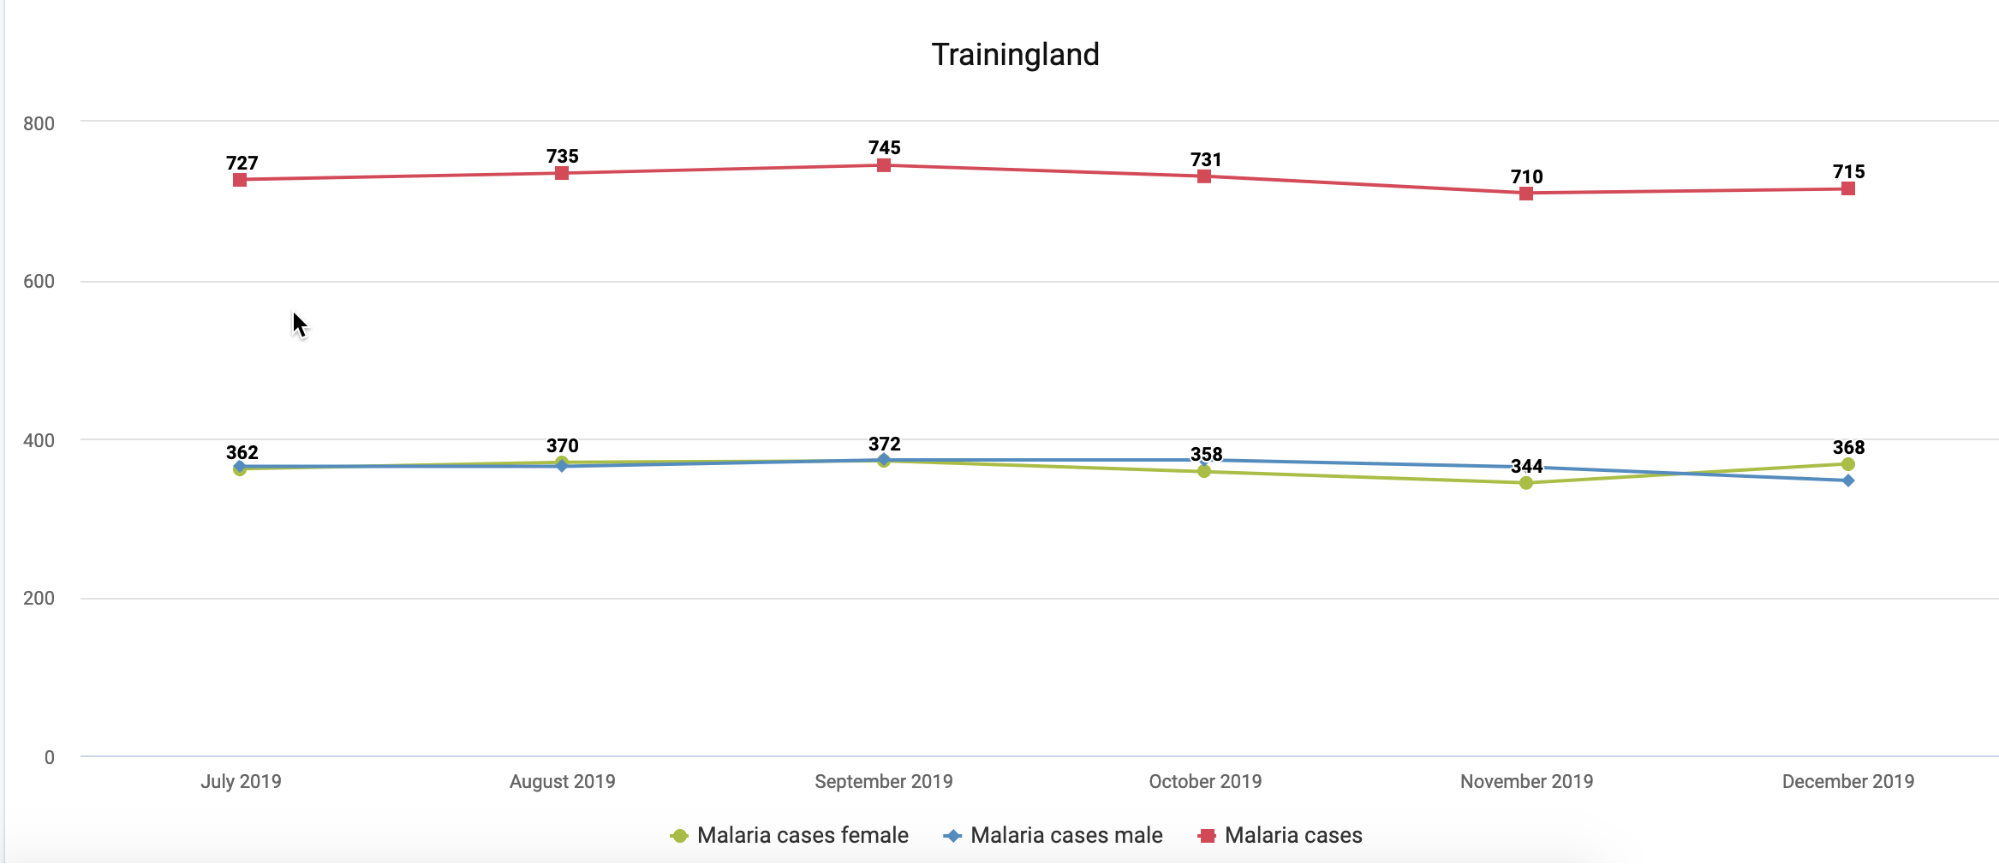 Trainingland
800
727
735
745
731
710
715
600
400
362
370
372
358
344
368
200
0
July 2019
August 2019
September 2019
October 2019
November 2019
December 2019
Malaria cases female
Malaria cases male
Malaria cases